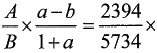 A/B × (a-b)/(1+a) = 2394/5734 ×